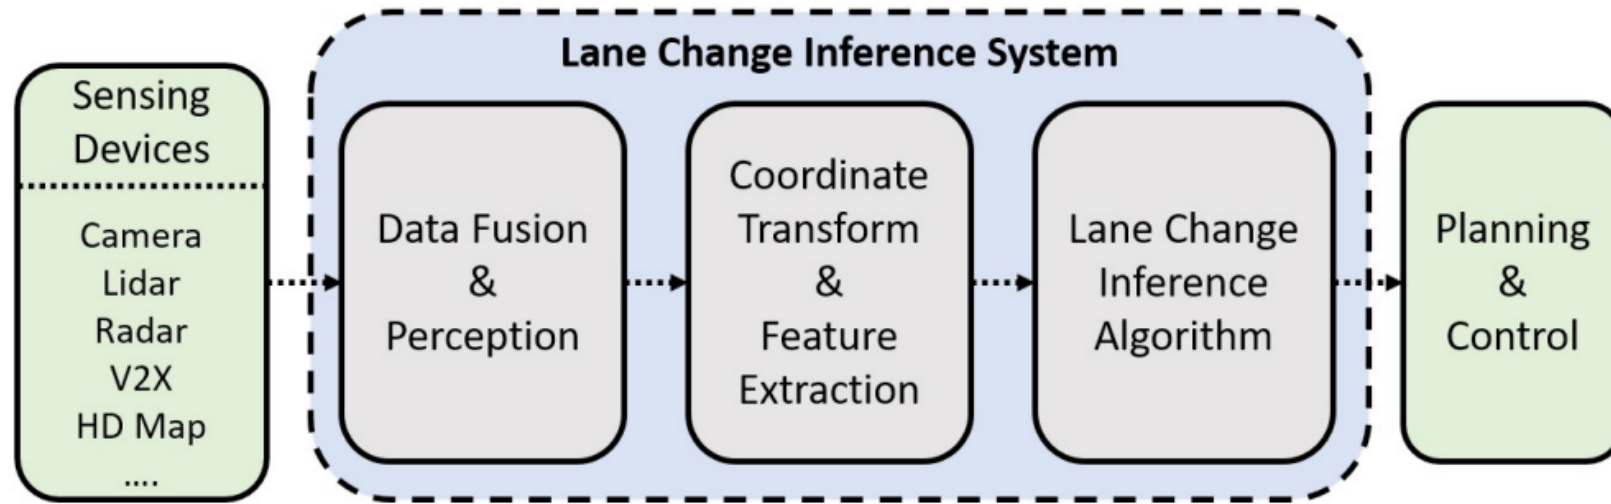 Lane Change Inference System
Sensing
Devices
Camera
Lidar
Radar
V2X
HD Map
....
Data Fusion
&
Perception
Coordinate
Transform
&
Feature
Extraction
Lane Change
Inference
Algorithm
Planning
&
Control